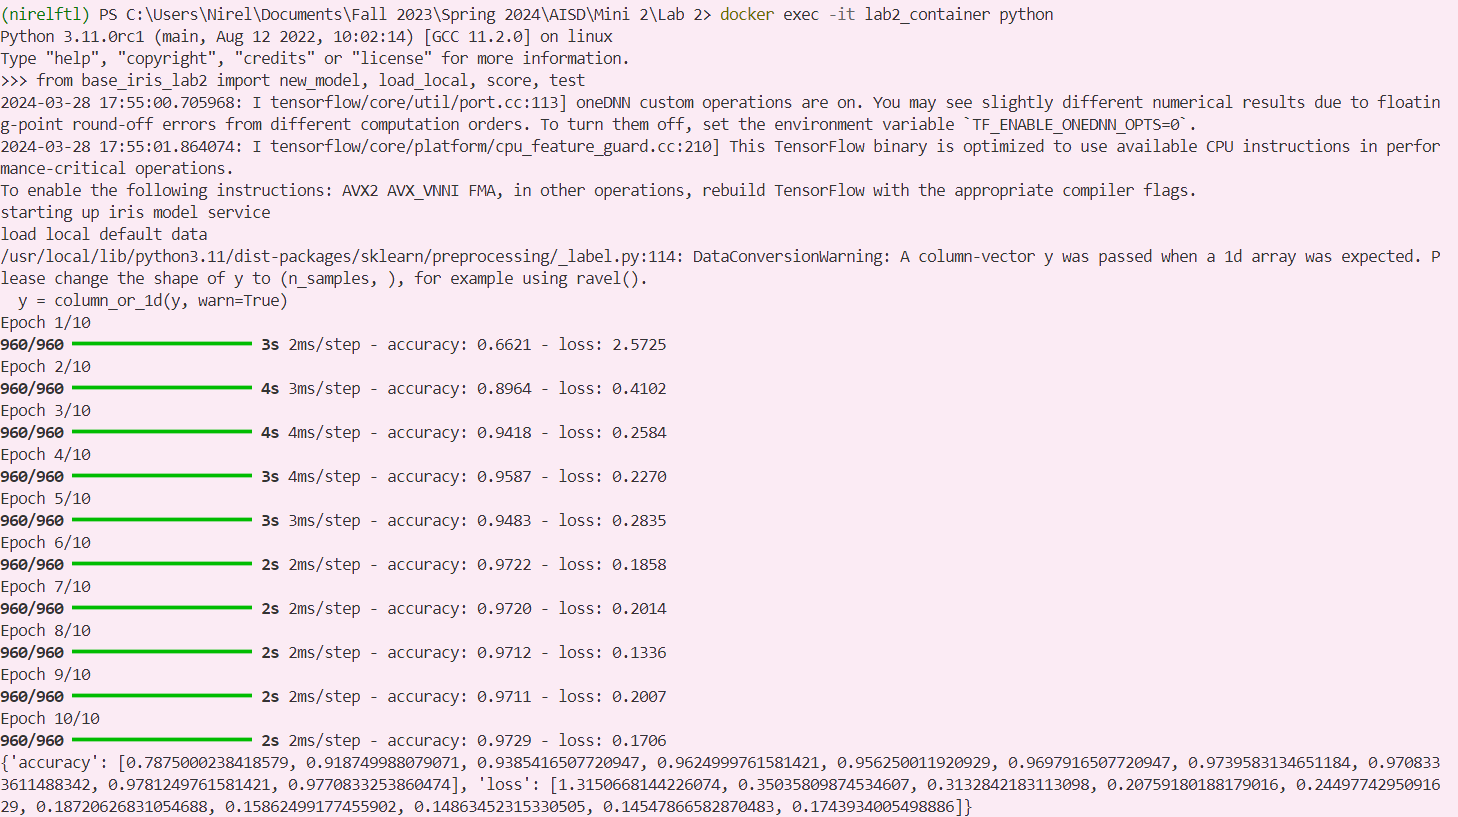 (nirelftl) PS C:\Users\Nirel\Documents\Fall 2023\Spring 2024\AISD\Mini 2\Lab 2> docker exec -it lab2_container python
Python 3.11.0rc1 (main, Aug 12 2022, 10:02:14) [GCC 11.2.0] on linux
Type "help", "copyright", "credits" or "license" for more information.
>>> from base_iris_lab2 import new_model, load_local, score, test
2024-03-28 17:55:00.705968: I tensorflow/core/util/port.cc:113] oneDNN custom operations are on. You may see slightly different numerical results due to floatin
g-point round-off errors from different computation orders. To turn them off, set the environment variable `TF_ENABLE_ONEDNN_OPTS=0`.
2024-03-28 17:55:01.864074: I tensorflow/core/platform/cpu_feature_guard.cc:210] This TensorFlow binary is optimized to use available CPU instructions in perfor
mance-critical operations.
To enable the following instructions: AVX2 AVX_VNNI FMA, in other operations, rebuild TensorFlow with the appropriate compiler flags.
starting up iris model service
load local default data
/usr/local/lib/python3.11/dist-packages/sklearn/preprocessing/_label.py:114: DataConversionWarning: A column-vector y was passed when a 1d array was expected. P
lease change the shape of y to (n_samples, ), for example using ravel().
  y = column_or_1d(y, warn=True)
Epoch 1/10
960/960 3s 2ms/step - accuracy: 0.6621 - loss: 2.5725
Epoch 2/10
960/960 4s 3ms/step - accuracy: 0.8964 - loss: 0.4102
Epoch 3/10
960/960 4s 4ms/step - accuracy: 0.9418 - loss: 0.2584
Epoch 4/10
960/960 3s 4ms/step - accuracy: 0.9587 - loss: 0.2270
Epoch 5/10
960/960 3s 3ms/step - accuracy: 0.9483 - loss: 0.2835
Epoch 6/10
960/960 2s 2ms/step - accuracy: 0.9722 - loss: 0.1858
Epoch 7/10
960/960 2s 2ms/step - accuracy: 0.9720 - loss: 0.2014
Epoch 8/10
960/960 2s 2ms/step - accuracy: 0.9712 - loss: 0.1336
Epoch 9/10
960/960 2s 2ms/step - accuracy: 0.9711 - loss: 0.2007
Epoch 10/10
960/960 2s 2ms/step - accuracy: 0.9729 - loss: 0.1706
{'accuracy': [0.7875000238418579, 0.918749988079071, 0.9385416507720947, 0.9624999761581421, 0.956250011920929, 0.9697916507720947, 0.9739583134651184, 0.970833
3611488342, 0.9781249761581421, 0.9770833253860474], 'loss': [1.3150668144226074, 0.35035809874534607, 0.3132842183113098, 0.20759180188179016, 0.2449774295091​6
29, 0.18720626831054688, 0.15862499177455902, 0.14863452315330505, 0.14547866582870483, 0.1743934005498886]}